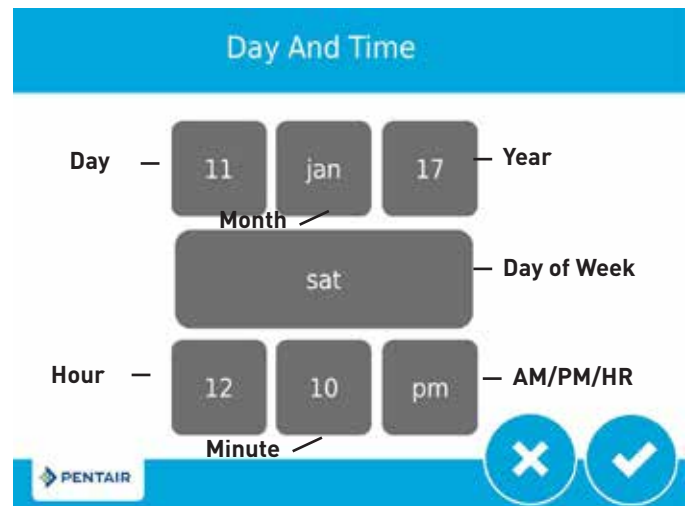 Day And Time
Day 11 jan 17 Year
Month
sat Day of Week
Hour 12 10 pm AM/PM/HR
Minute
PENTAIR